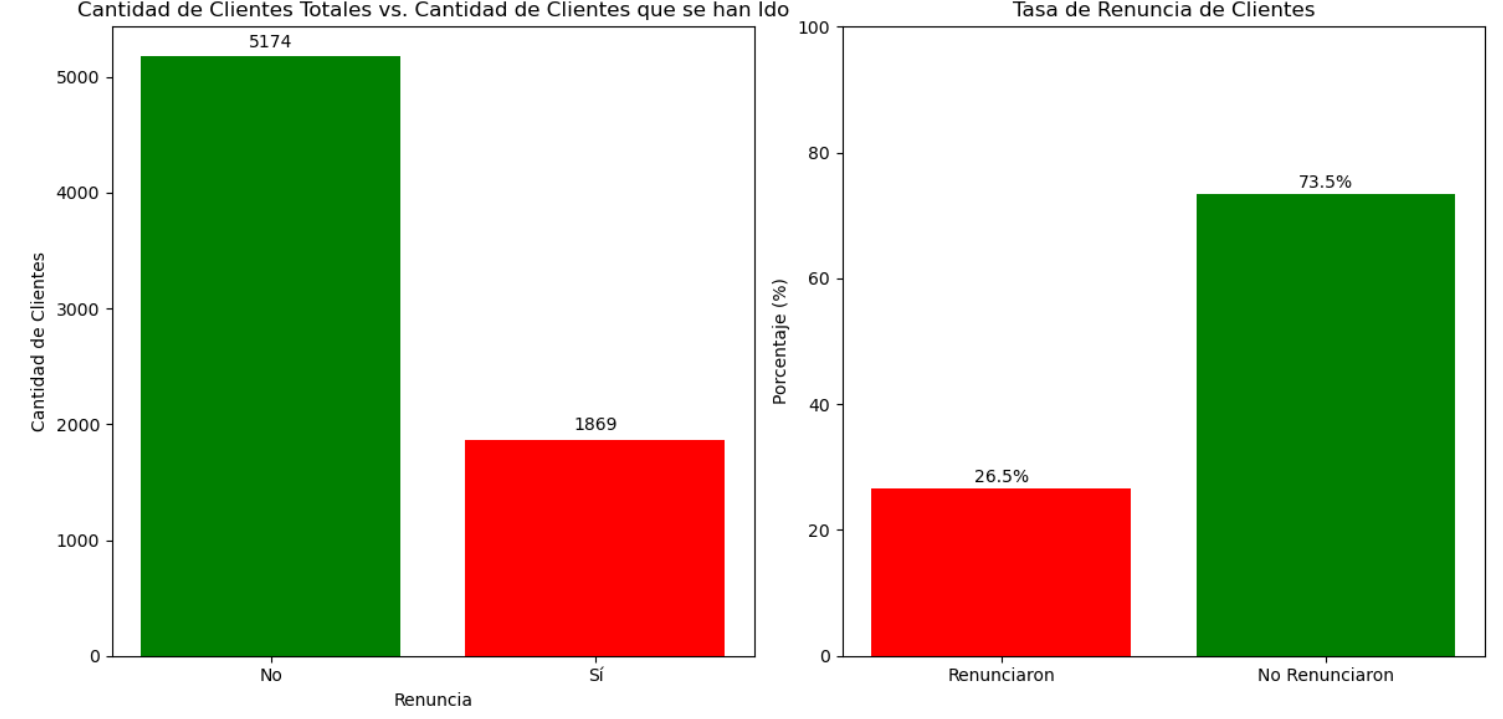 Cantidad de Clientes Totales vs. Cantidad de Clientes que se han Ido
5174
5000
4000
3000
2000
1000
0
Cantidad de Clientes
1869
No
Sí
Renuncia
Tasa de Renuncia de Clientes
100
80
60
40
20
0
Porcentaje (%)
73.5%
26.5%
Renunciaron
No Renunciaron